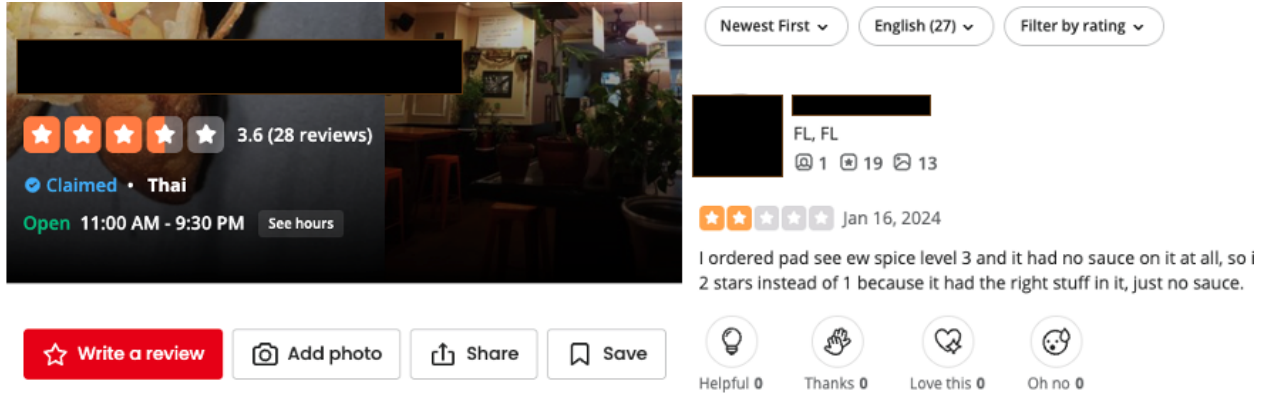 3.6 (28 reviews)
Claimed • Thai
Open 11:00 AM - 9:30 PM See hours
Write a review Add photo Share Save
Newest First English (27) Filter by rating
FL, FL
1 19 13
Jan 16, 2024
I ordered pad see ew spice level 3 and it had no sauce on it at all, so i
2 stars instead of 1 because it had the right stuff in it, just no sauce.
Helpful 0 Thanks 0 Love this 0 Oh no 0